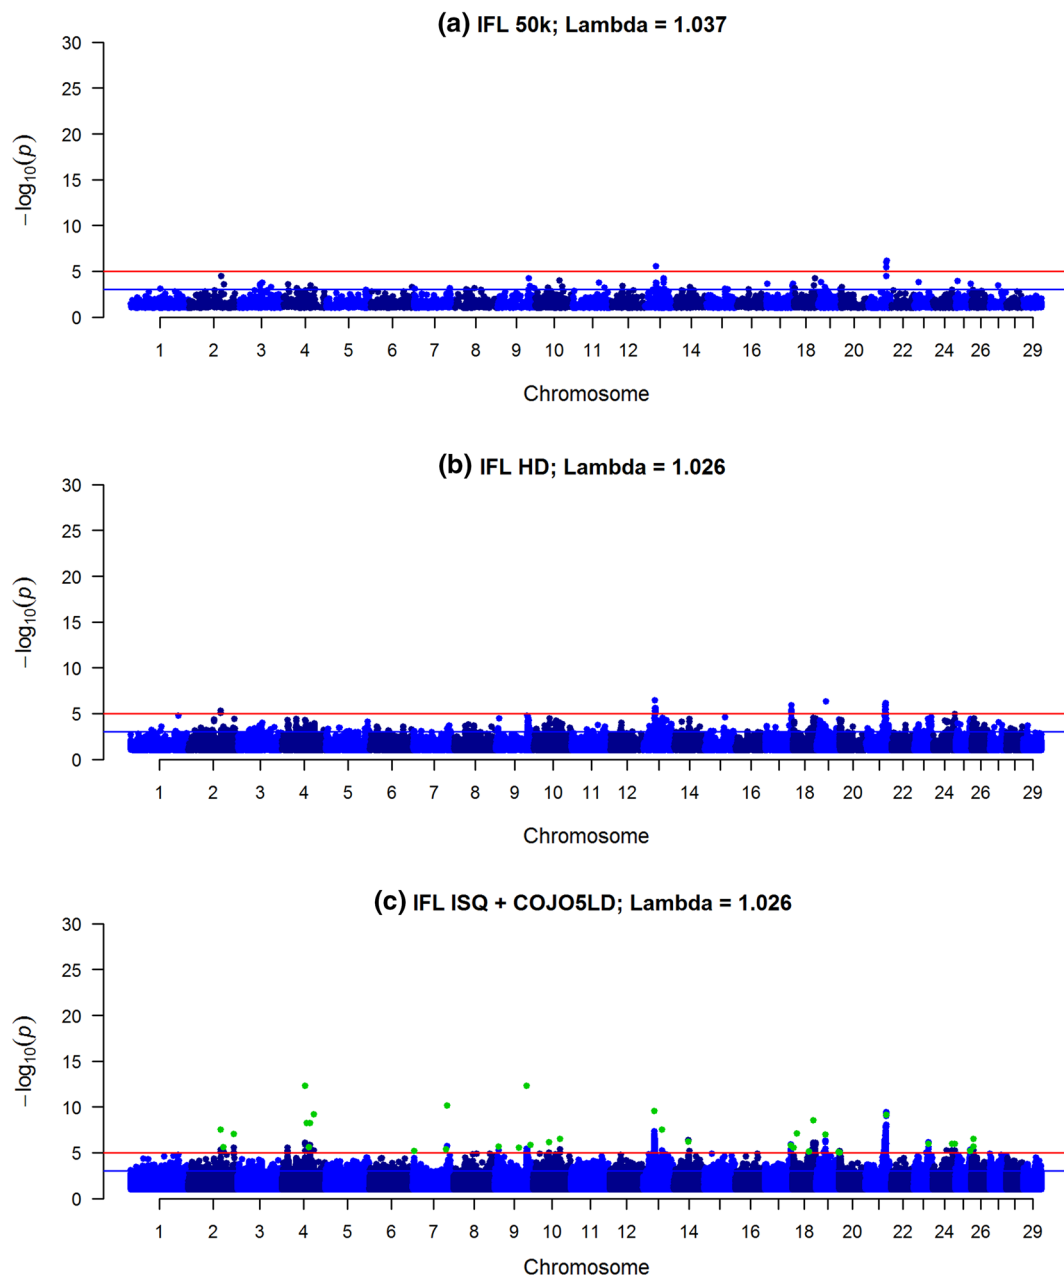 (a) IFL 50k; Lambda = 1.037
30
25
20
15
10
5
0
−log10(p)
1 2 3 4 5 6 7 8 9 10 11 12 14 16 18 20 22 24 26 29
Chromosome
(b) IFL HD; Lambda = 1.026
30
25
20
15
10
5
0
−log10(p)
1 2 3 4 5 6 7 8 9 10 11 12 14 16 18 20 22 24 26 29
Chromosome
(c) IFL ISQ + COJO5LD; Lambda = 1.026
30
25
20
15
10
5
0
−log10(p)
1 2 3 4 5 6 7 8 9 10 11 12 14 16 18 20 22 24 26 29
Chromosome